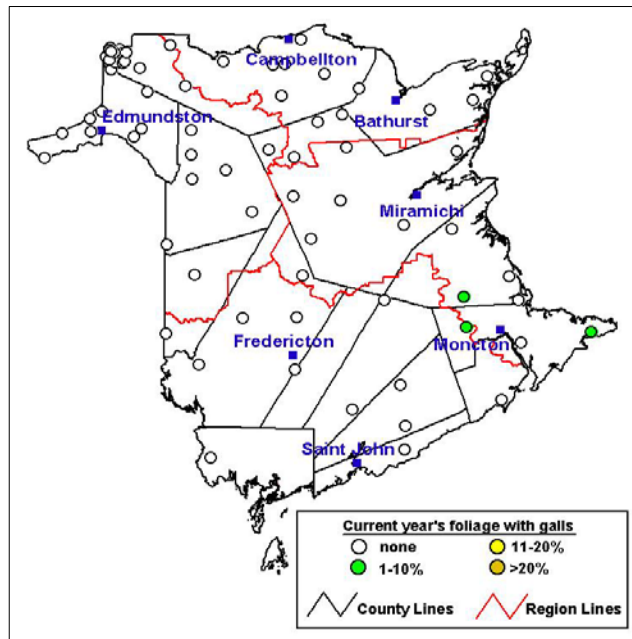 Campbellton
Bathurst
Edmundston
Miramichi
Fredericton
Moncton
Saint John
Current year's foliage with galls
none 11-20%
1-10% >20%
County Lines Region Lines